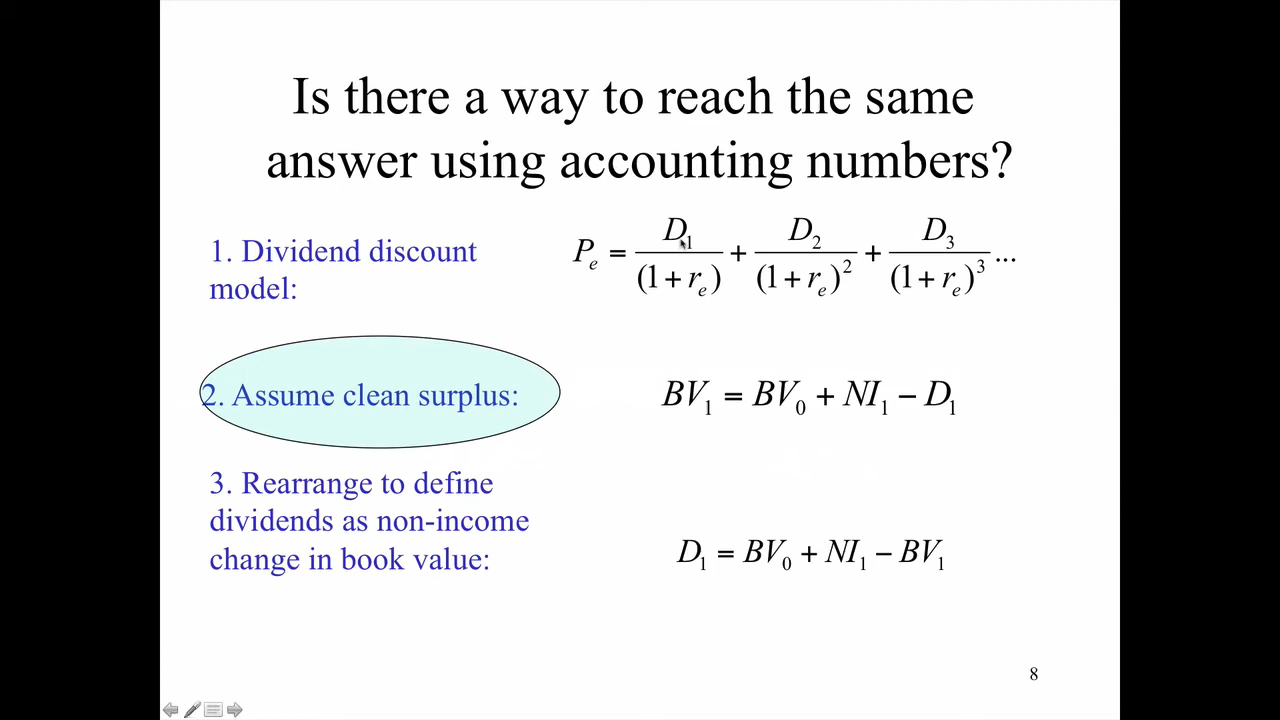 Is there a way to reach the same
answer using accounting numbers?
1. Dividend discount
model:
P_e = D_1/(1 + r_e) + D_2/(1 + r_e)^2 + D_3/(1 + r_e)^3 ...
2. Assume clean surplus:
BV_1 = BV_0 + NI_1 − D_1
3. Rearrange to define
dividends as non-income
change in book value:
D_1 = BV_0 + NI_1 − BV_1
8